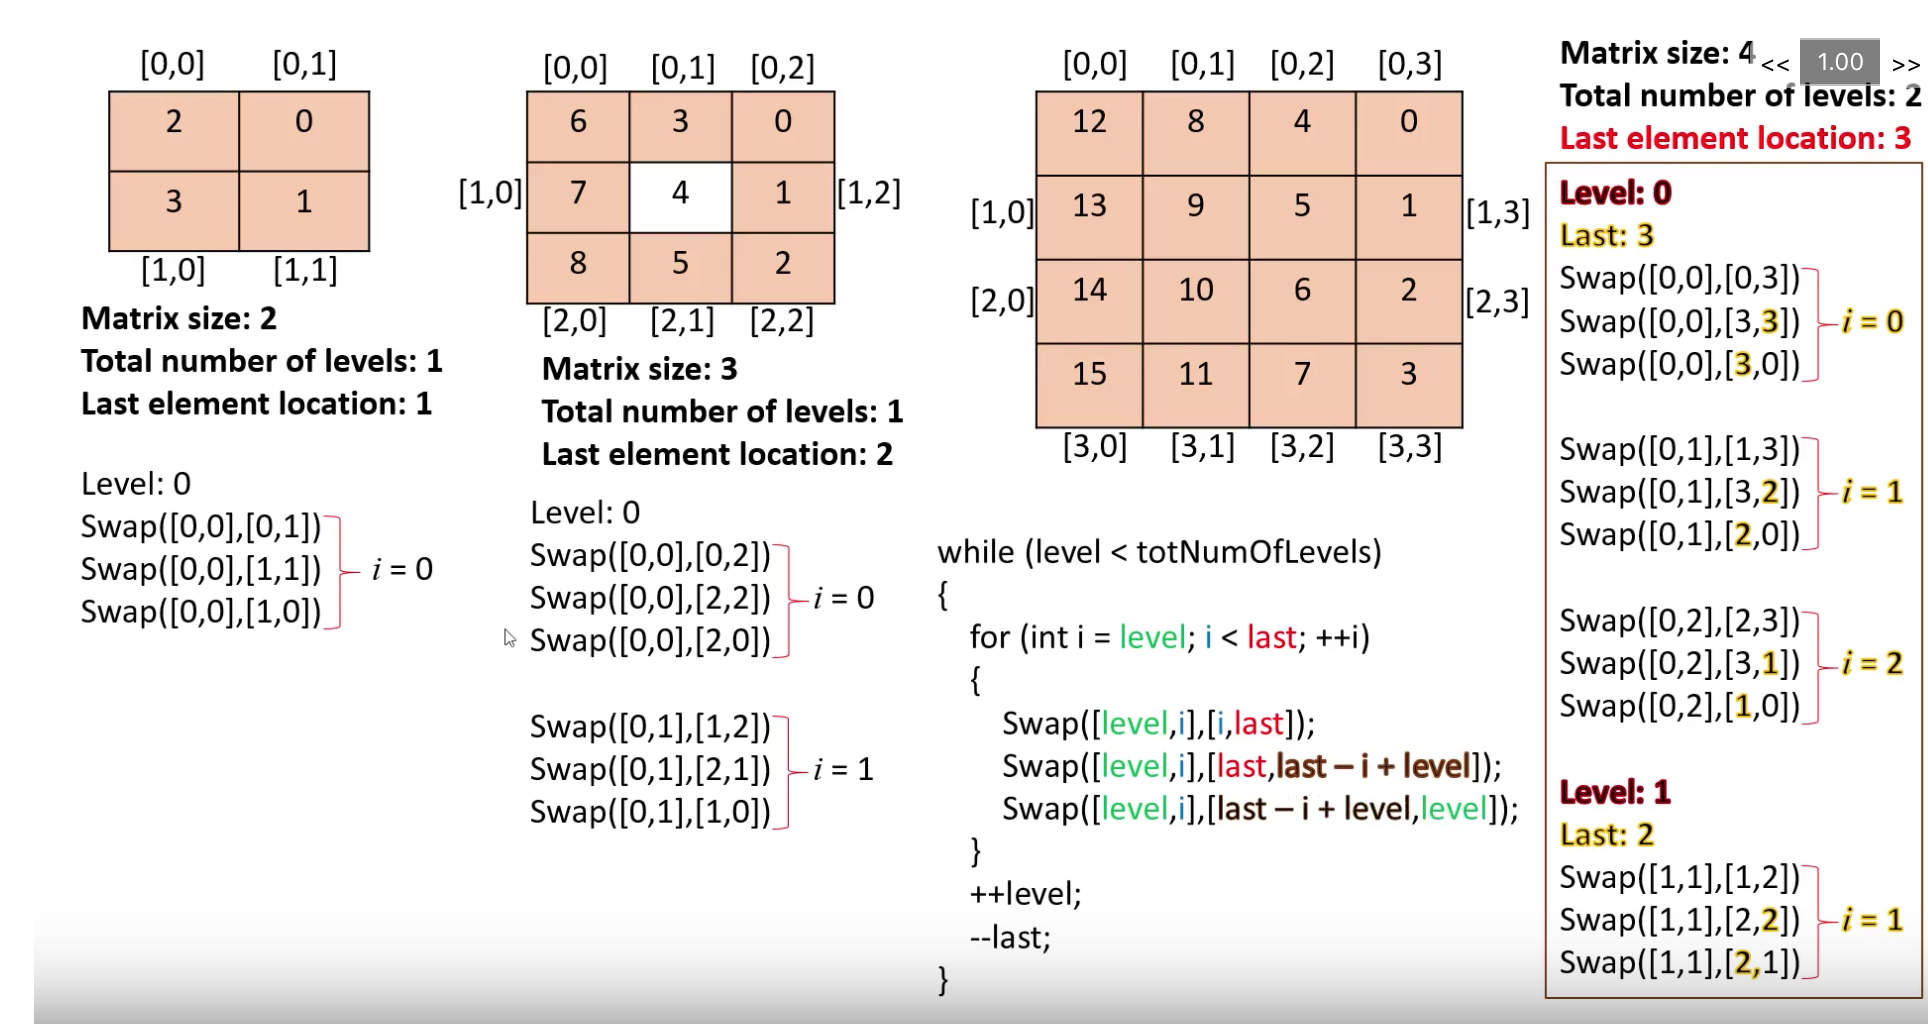 [0,0] [0,1]
2 0
3 1
[1,0] [1,1]
Matrix size: 2
Total number of levels: 1
Last element location: 1
Level: 0
Swap([0,0],[0,1])
Swap([0,0],[1,1]) i = 0
Swap([0,0],[1,0])
[0,0] [0,1] [0,2]
6 3 0
[1,0] 7 4 1 [1,2]
8 5 2
[2,0] [2,1] [2,2]
Matrix size: 3
Total number of levels: 1
Last element location: 2
Level: 0
Swap([0,0],[0,2])
Swap([0,0],[2,2]) i = 0
Swap([0,0],[2,0])
Swap([0,1],[1,2])
Swap([0,1],[2,1]) i = 1
Swap([0,1],[1,0])
[0,0] [0,1] [0,2] [0,3]
12 8 4 0
[1,0] 13 9 5 1 [1,3]
[2,0] 14 10 6 2 [2,3]
15 11 7 3
[3,0] [3,1] [3,2] [3,3]
while (level < totNumOfLevels)
{
for (int i = level; i < last; ++i)
{
Swap([level,i],[i,last]);
Swap([level,i],[last,last – i + level]);
Swap([level,i],[last – i + level,level]);
}
++level;
--last;
}
Matrix size: 4
<< 1.00 >>
Total number of levels: 2
Last element location: 3
Level: 0
Last: 3
Swap([0,0],[0,3])
Swap([0,0],[3,3]) i = 0
Swap([0,0],[3,0])
Swap([0,1],[1,3])
Swap([0,1],[3,2]) i = 1
Swap([0,1],[2,0])
Swap([0,2],[2,3])
Swap([0,2],[3,1]) i = 2
Swap([0,2],[1,0])
Level: 1
Last: 2
Swap([1,1],[1,2])
Swap([1,1],[2,2]) i = 1
Swap([1,1],[2,1])